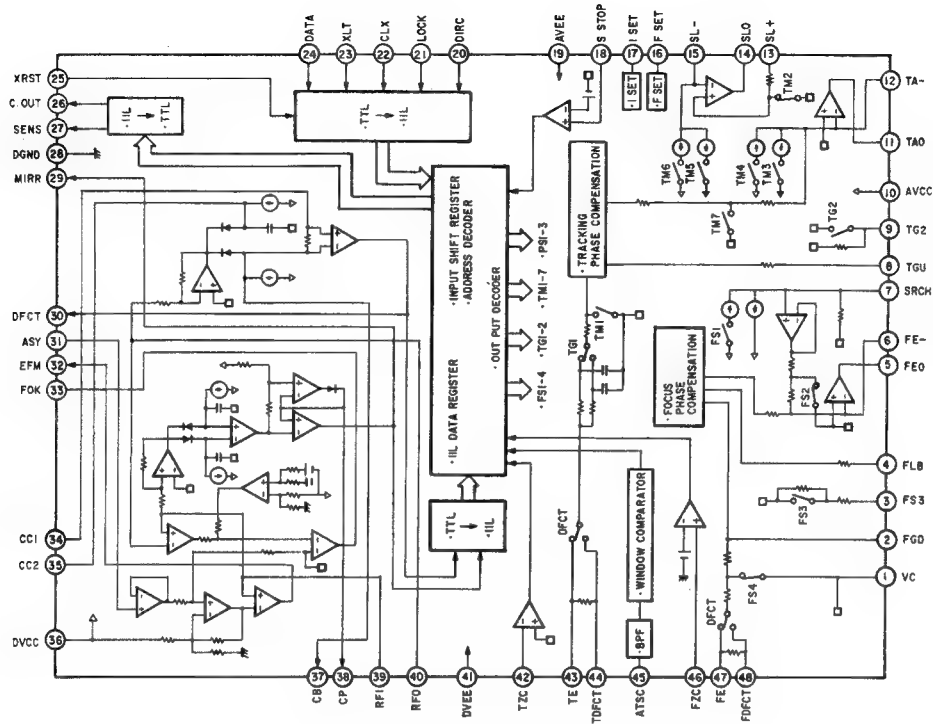 DATA
XLT
CLX
LOCK
DIRC
AVEE
S STOP
I SET
F SET
SL-
SLO
SL+
24
23
22
21
20
19
18
17
16
15
14
13
XRST 25
C.OUT 26
SENS 27
DGND 28
MIRR 29
DFCT 30
ASY 31
EFM 32
FOK 33
CC1 34
CC2 35
DVCC 36
·IIL → ·TTL
·TTL → ·IIL
·I SET
·F SET
TM2
TM6
TM5
TM4
TM3
TM7
TG2
·TRACKING
PHASE COMPENSATION
·IIL DATA REGISTER
·INPUT SHIFT REGISTER
·ADDRESS DECODER
·OUT PUT DECODER
·PS1-3
·TM1-7
·TG1-2
·FS1-4
TG1
TM1
·FOCUS
PHASE
COMPENSATION
FS1
FS2
FS3
FS4
·TTL → ·IIL
·WINDOW COMPARATOR
·BPF
DFCT
DFCT
12 TA-
11 TAO
10 AVCC
9 TG2
8 TGU
7 SRCH
6 FE-
5 FEO
4 FLB
3 FS3
2 FGD
1 VC
37
38
39
40
41
42
43
44
45
46
47
48
CB
CP
RFI
RFO
DVEE
TZC
TE
TDFCT
ATSC
FZC
FE
FDFCT